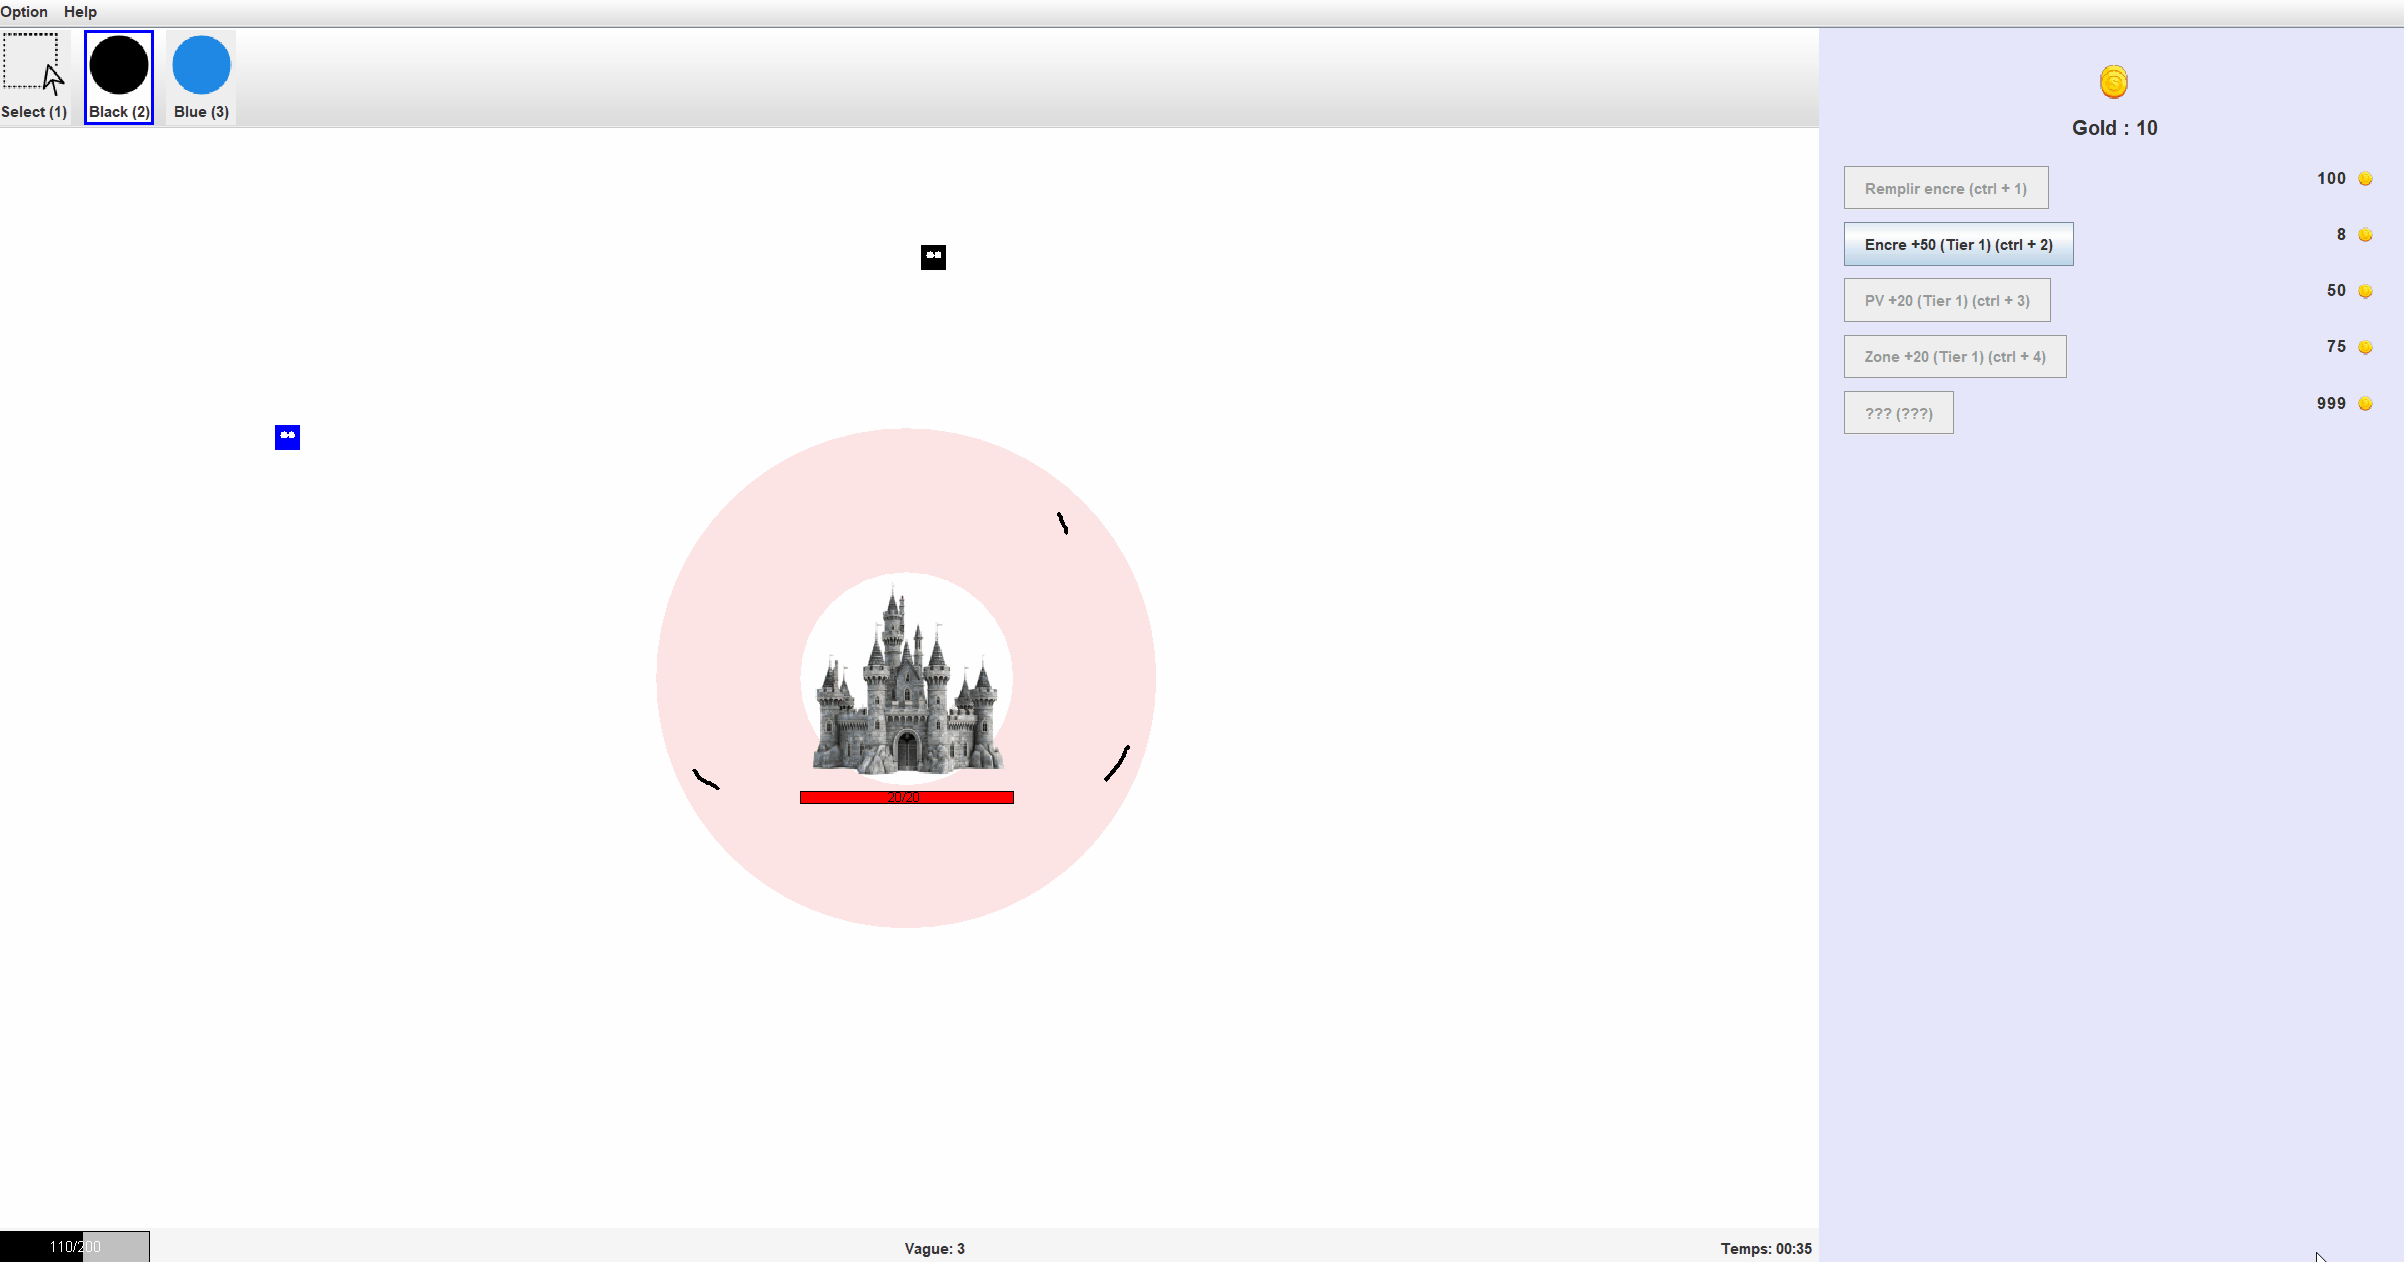 Option Help
Select (1) Black (2) Blue (3)
Gold : 10
Remplir encre (ctrl + 1) 100
Encre +50 (Tier 1) (ctrl + 2) 8
PV +20 (Tier 1) (ctrl + 3) 50
Zone +20 (Tier 1) (ctrl + 4) 75
??? (???) 999
20/20
110/200 Vague: 3 Temps: 00:35